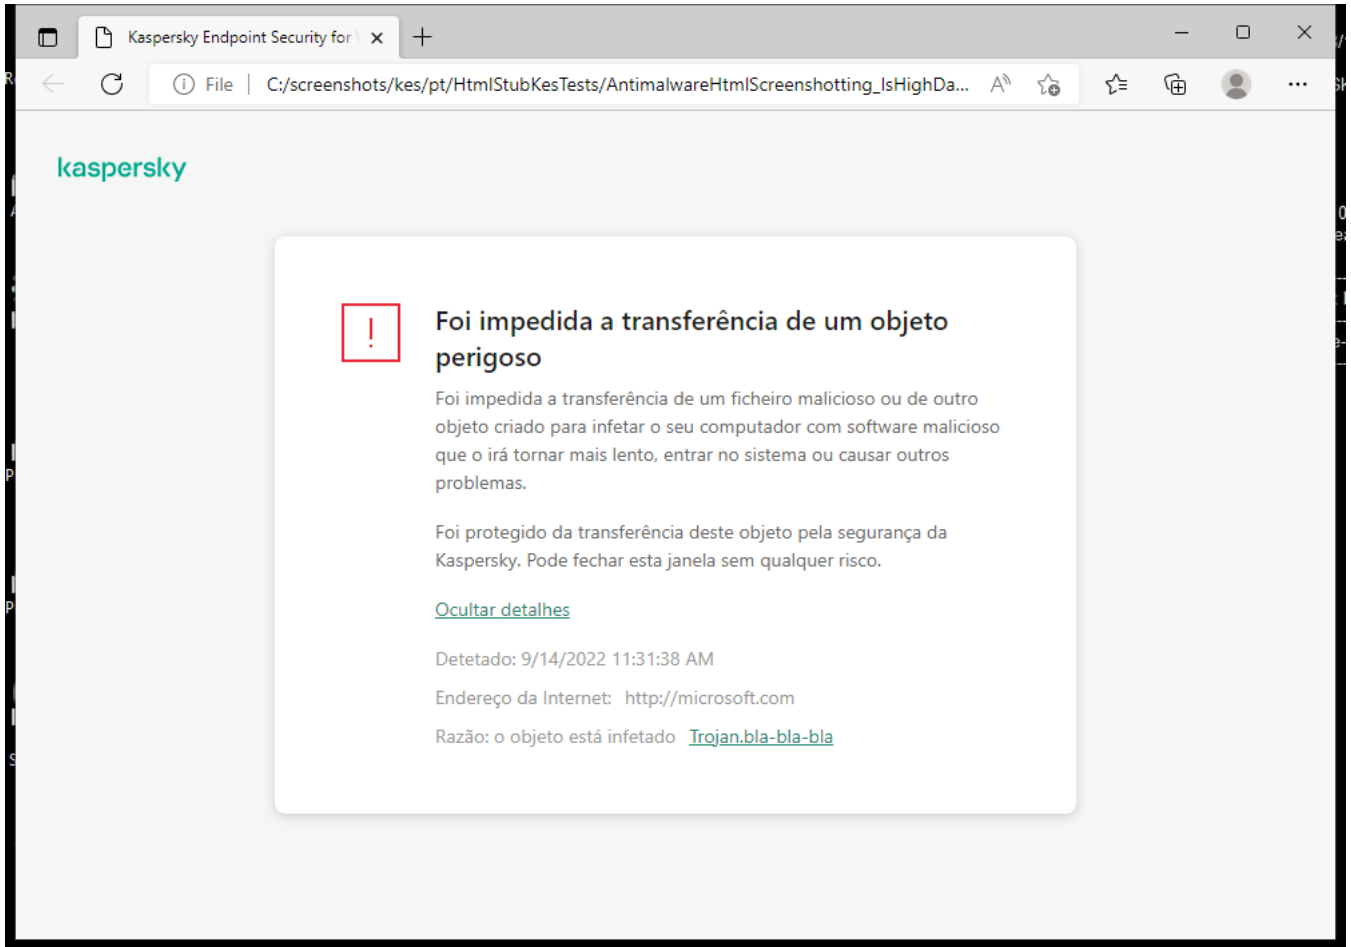 Kaspersky Endpoint Security for
File
C:/screenshots/kes/pt/HtmlStubKesTests/AntimalwareHtmlScreenshotting_IsHighDa...
kaspersky
Foi impedida a transferência de um objeto
perigoso
Foi impedida a transferência de um ficheiro malicioso ou de outro
objeto criado para infetar o seu computador com software malicioso
que o irá tornar mais lento, entrar no sistema ou causar outros
problemas.
Foi protegido da transferência deste objeto pela segurança da
Kaspersky. Pode fechar esta janela sem qualquer risco.
Ocultar detalhes
Detetado: 9/14/2022 11:31:38 AM
Endereço da Internet: http://microsoft.com
Razão: o objeto está infetado Trojan.bla-bla-bla